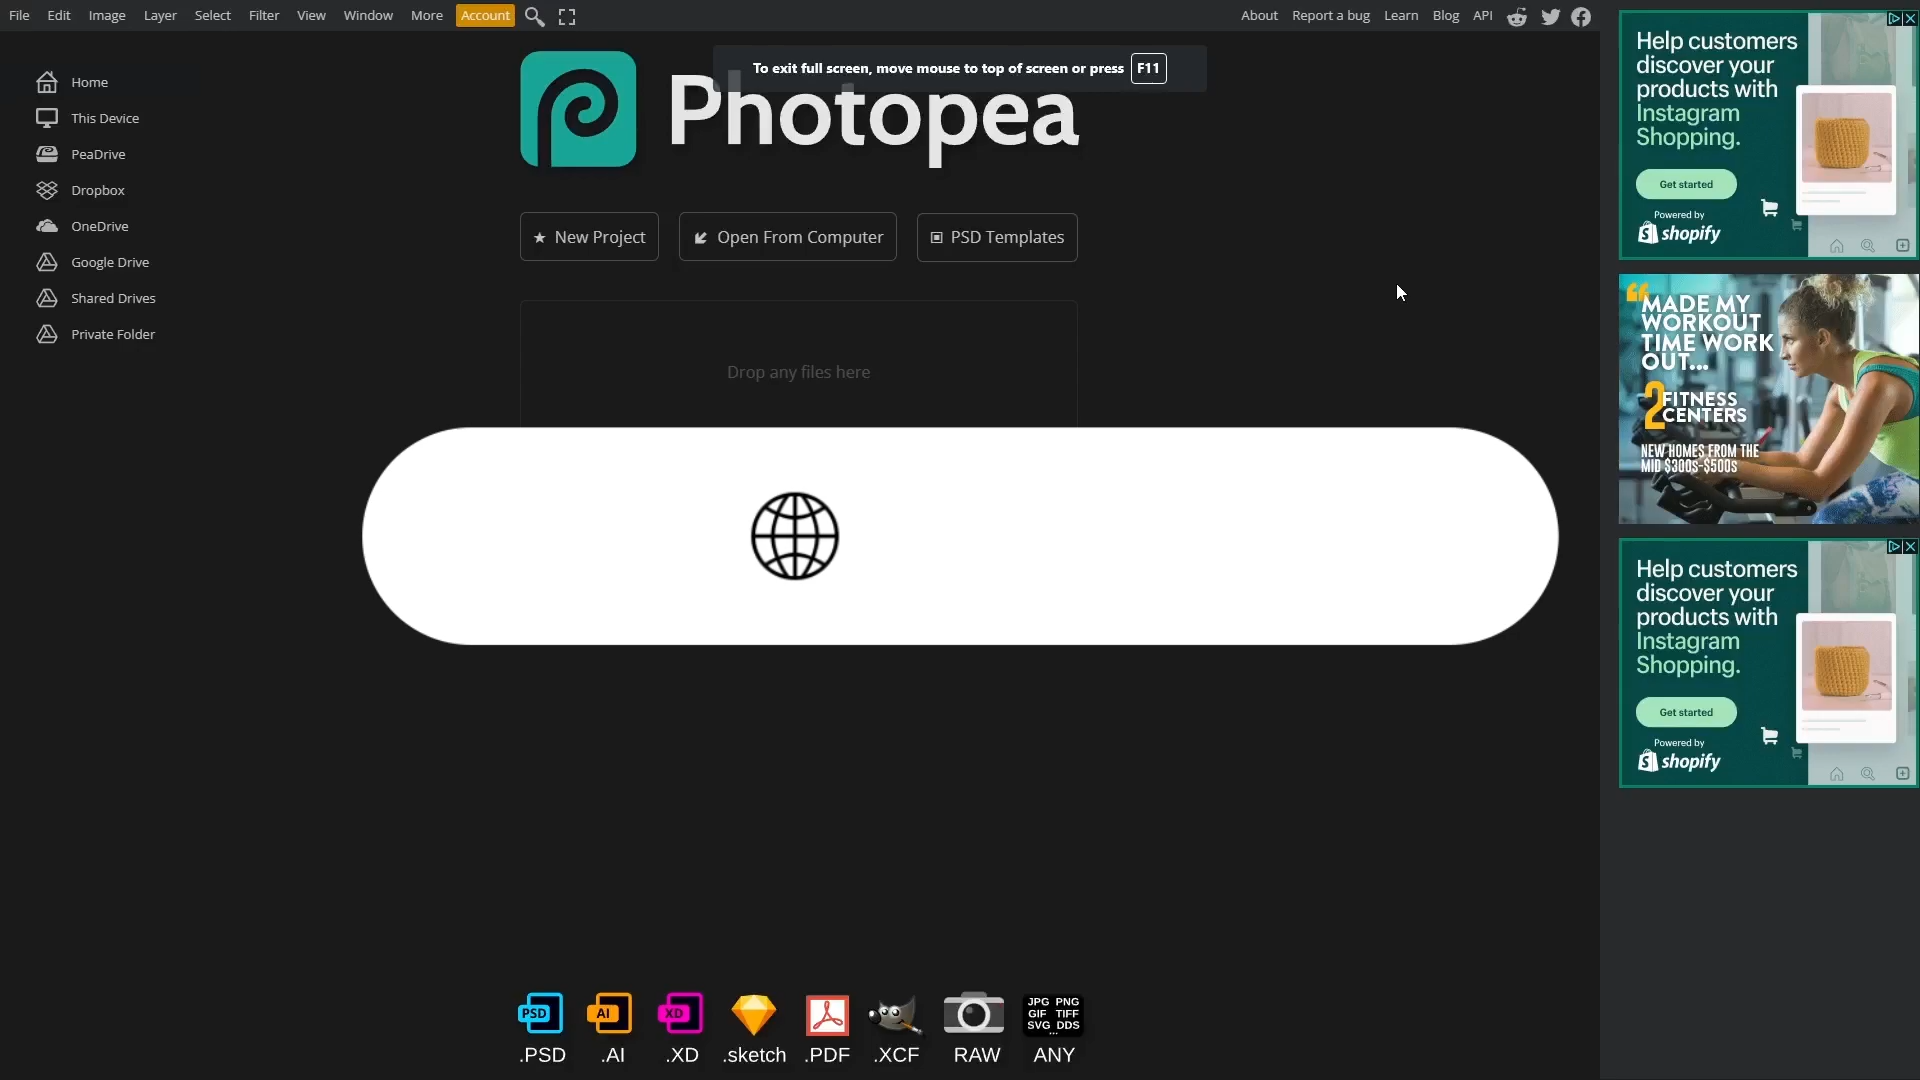 File Edit Image Layer Select Filter View Window More Account
About Report a bug Learn Blog API
To exit full screen, move mouse to top of screen or press F11
Photopea
Home
This Device
PeaDrive
Dropbox
OneDrive
Google Drive
Shared Drives
Private Folder
New Project Open From Computer PSD Templates
Drop any files here
PSD AI XD JPG PNG
GIF TIFF
SVG DDS
...
.PSD .AI .XD .sketch .PDF .XCF RAW ANY
Help customers
discover your
products with
Instagram
Shopping.
Get started
Powered by
shopify
“MADE MY
WORKOUT
TIME WORK
OUT...
2 FITNESS
CENTERS
NEW HOMES FROM THE
MID $300s-$500s
Help customers
discover your
products with
Instagram
Shopping.
Get started
Powered by
shopify